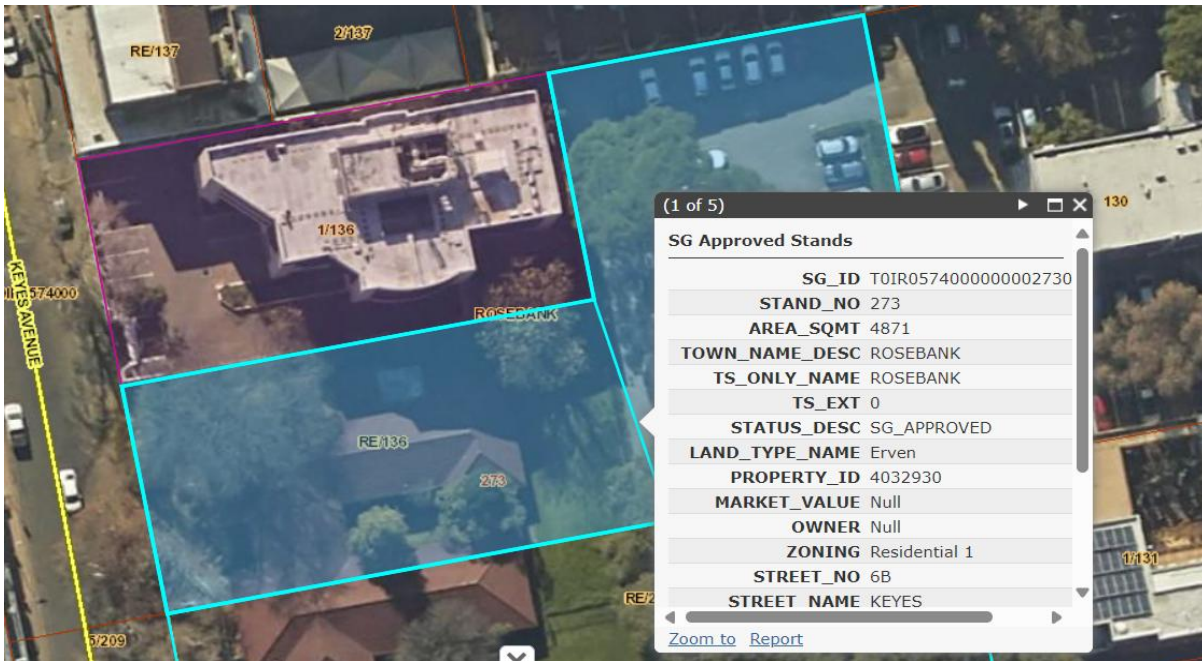 RE/137
2/137
1/136
ROSEBANK
KEYES AVENUE
574000
RE/136
273
5/209
130
1/131
(1 of 5)
SG Approved Stands
SG_ID T0IR0574000000002730
STAND_NO 273
AREA_SQMT 4871
TOWN_NAME_DESC ROSEBANK
TS_ONLY_NAME ROSEBANK
TS_EXT 0
STATUS_DESC SG_APPROVED
LAND_TYPE_NAME Erven
PROPERTY_ID 4032930
MARKET_VALUE Null
OWNER Null
ZONING Residential 1
STREET_NO 6B
STREET_NAME KEYES
RE/2
Zoom to Report